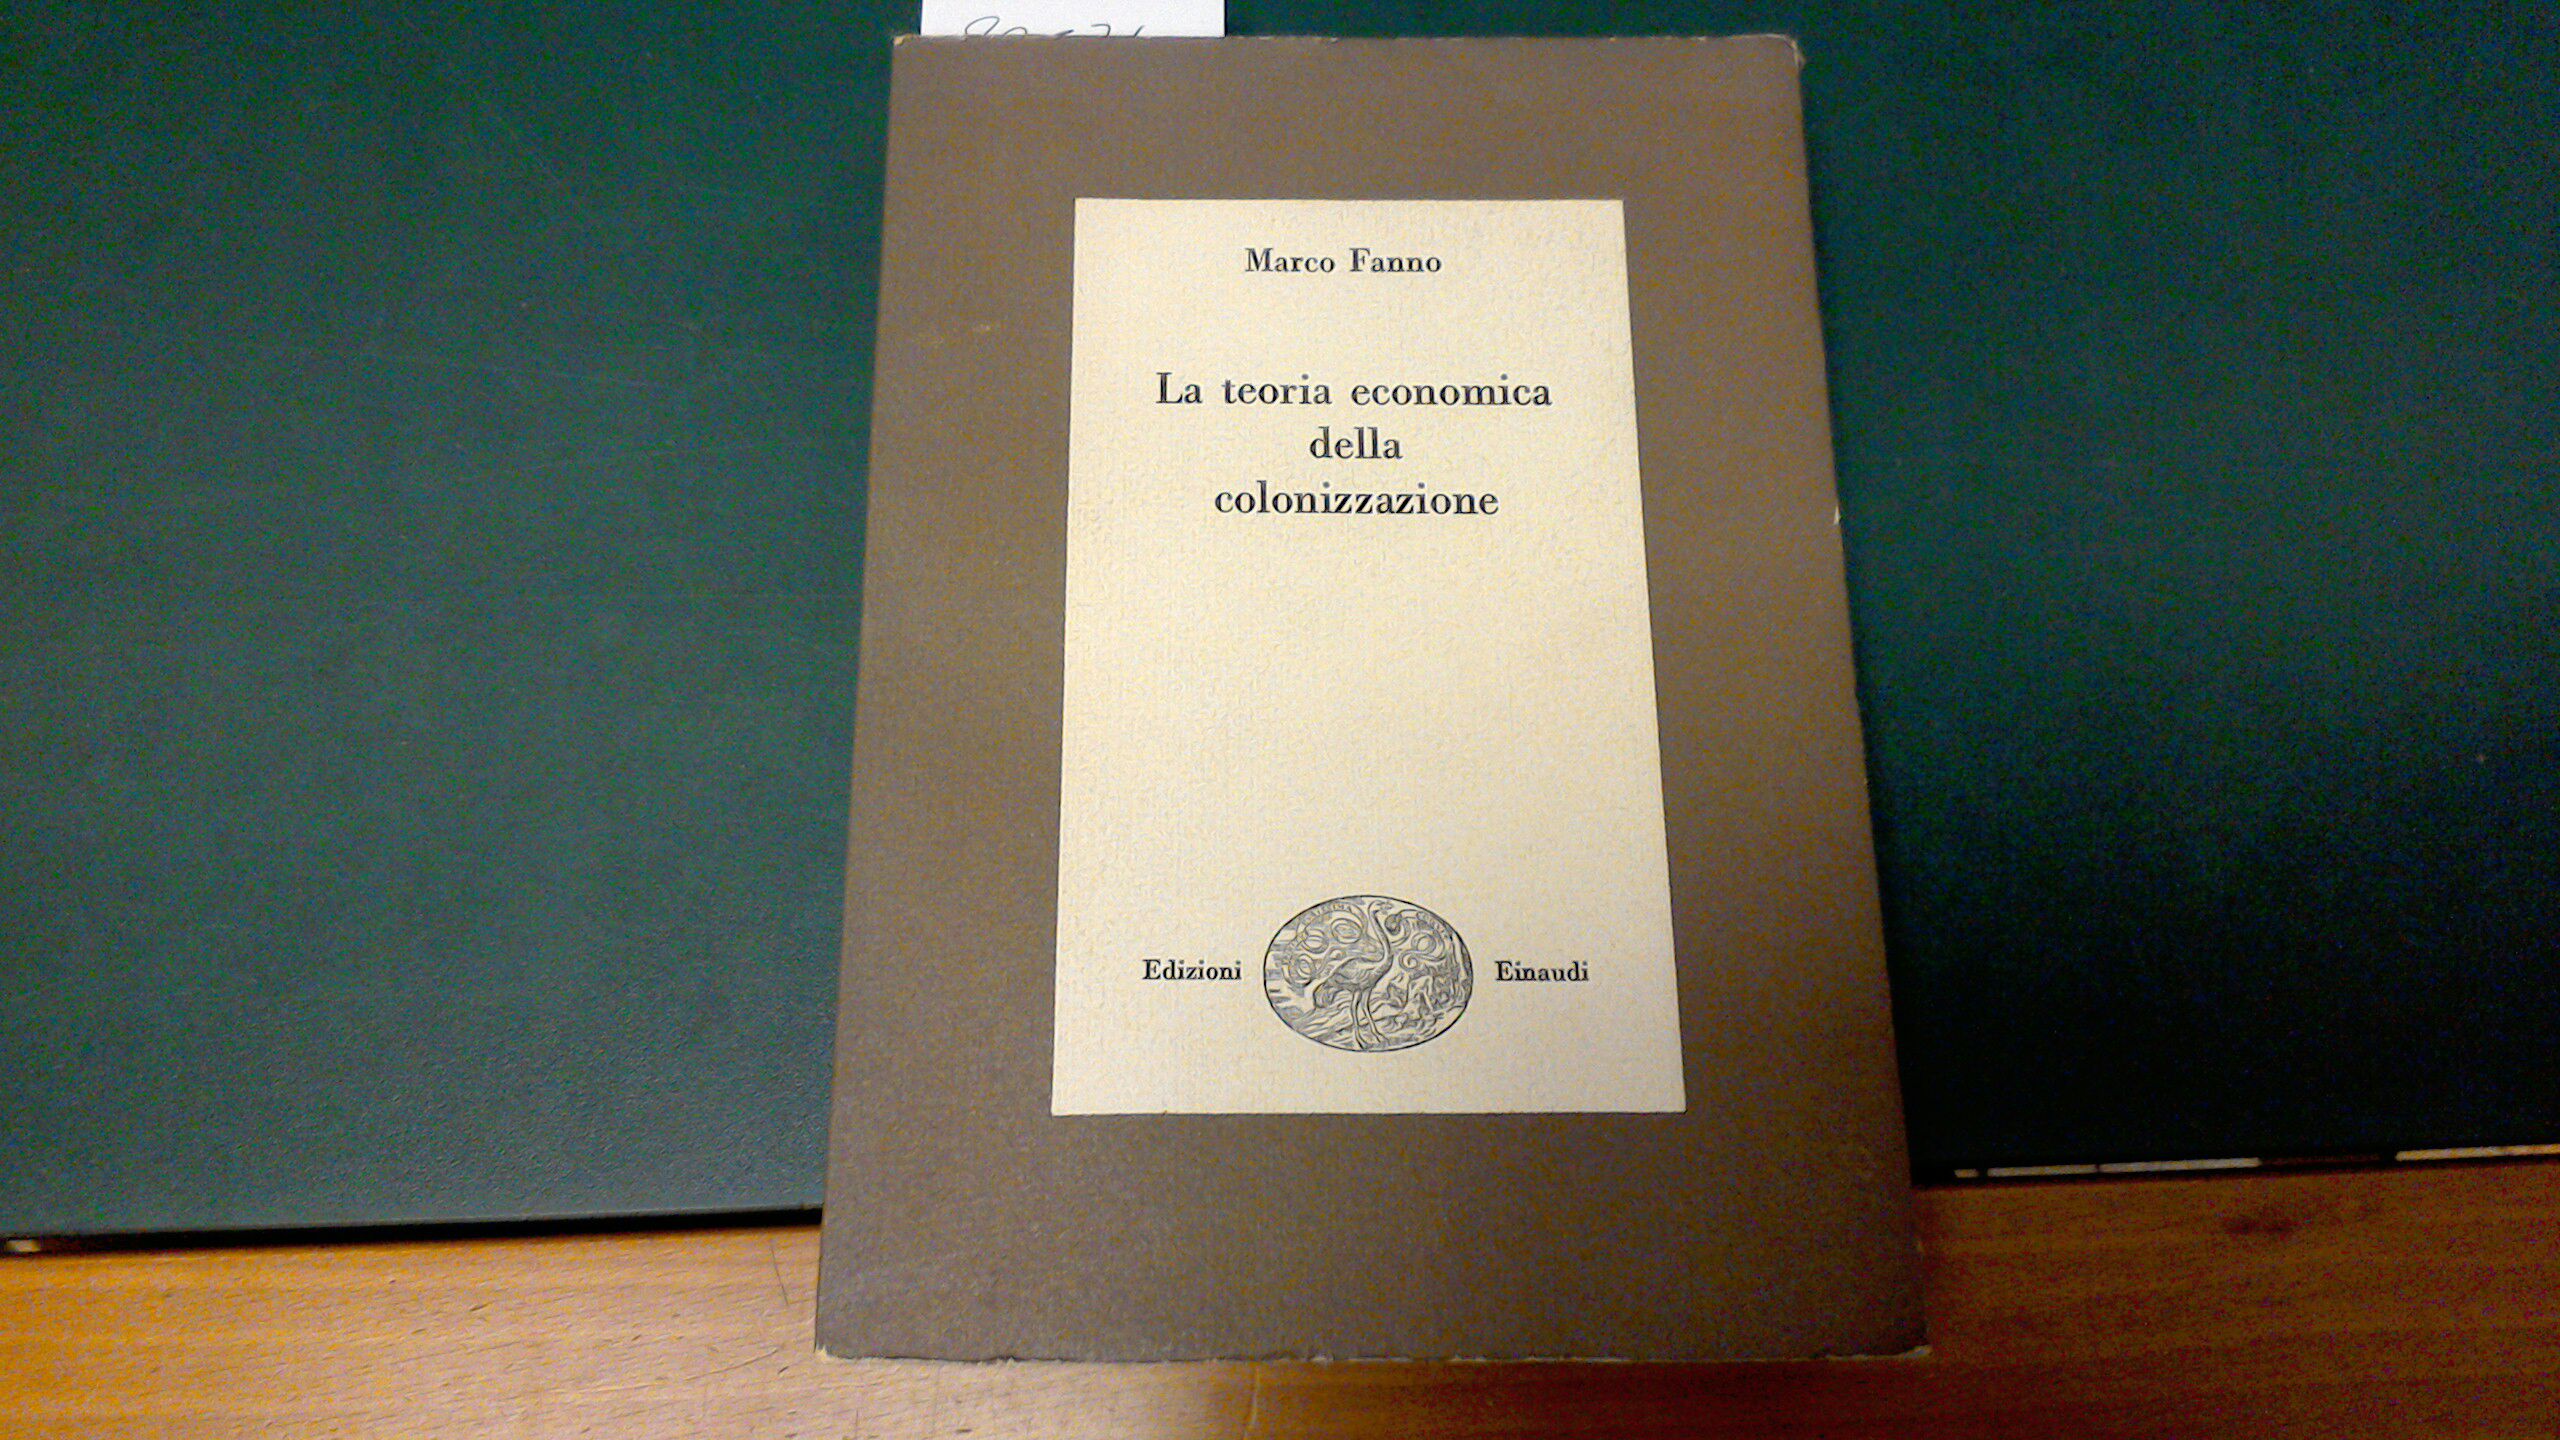 Marco Fanno
La teoria economica
della
colonizzazione
Edizioni Einaudi